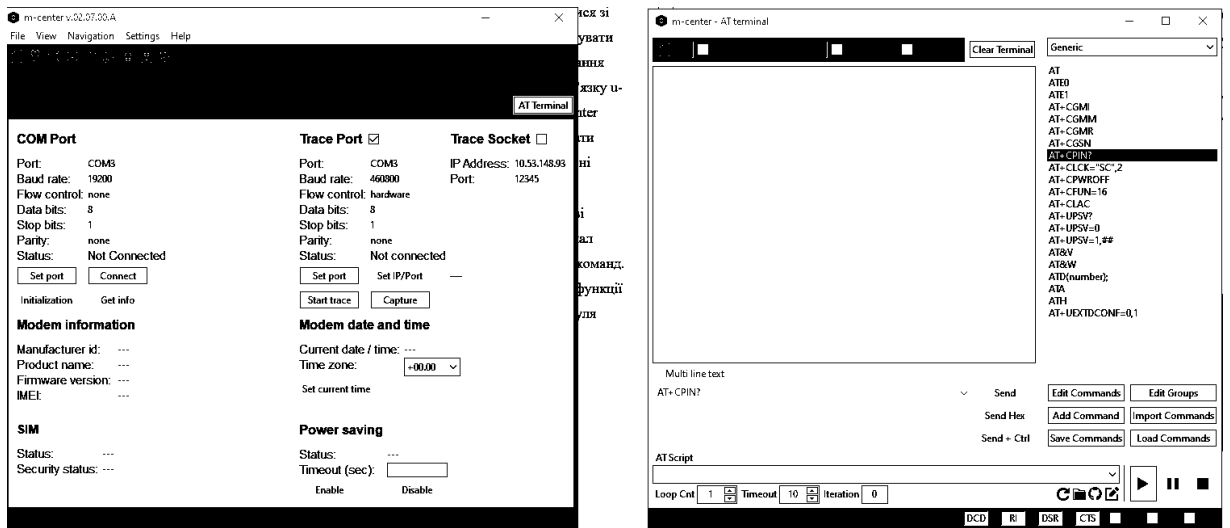 m-center v.02.07.00.A
File View Navigation Settings Help
AT Terminal
COM Port
Port: COM3
Baud rate: 19200
Flow control: none
Data bits: 8
Stop bits: 1
Parity: none
Status: Not Connected
Set port Connect
Initialization Get info
Trace Port
Port: COM3
Baud rate: 460800
Flow control: hardware
Data bits: 8
Stop bits: 1
Parity: none
Status: Not connected
Set port Set IP/Port ---
Start trace Capture
Trace Socket
IP Address: 10.53.148.93
Port: 12345
Modem information
Manufacturer id: ---
Product name: ---
Firmware version: ---
IMEI: ---
Modem date and time
Current date / time: ---
Time zone: +00.00
Set current time
SIM
Status: ---
Security status: ---
Power saving
Status: ---
Timeout (sec):
Enable Disable
ися зі
увати
ання
язку u-
nter
ти
ні
і
ал
команд.
функції
уля
m-center - AT terminal
Clear Terminal
Generic
AT
ATE0
ATE1
AT+CGMI
AT+CGMM
AT+CGMR
AT+CGSN
AT+CPIN?
AT+CLCK="SC",2
AT+CPWROFF
AT+CFUN=16
AT+CLAC
AT+UPSV?
AT+UPSV=0
AT+UPSV=1,##
AT&V
AT&W
ATD(number);
ATA
ATH
AT+UEXTDCONF=0,1
Multi line text
AT+CPIN?
Send
Send Hex
Send + Ctrl
Edit Commands Edit Groups
Add Command Import Commands
Save Commands Load Commands
AT Script
Loop Cnt 1 Timeout 10 Iteration 0
DCD RI DSR CTS